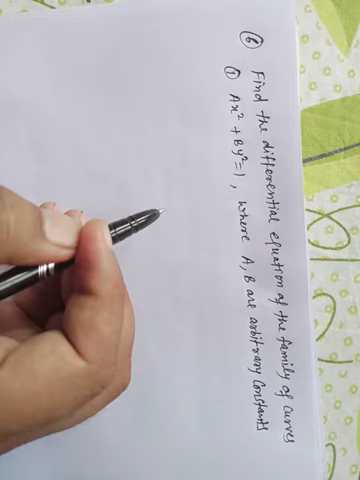 ⑥ Find the differential equation of the family of curves
① Ax² + By² = 1, where A, B are arbitrary constants